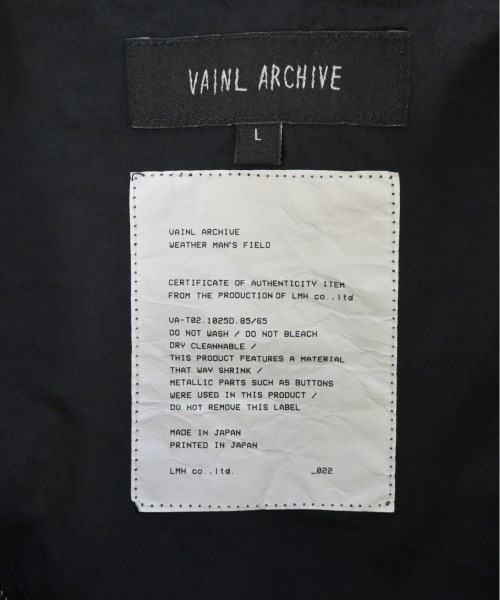 VAINL ARCHIVE
L
VAINL ARCHIVE
WEATHER MAN'S FIELD
CERTIFICATE OF AUTHENTICITY ITEM
FROM THE PRODUCTION OF LMH co..ltd
VA-T02.1025D.85/65
DO NOT WASH / DO NOT BLEACH
DRY CLEANNABLE /
THIS PRODUCT FEATURES A MATERIAL
THAT WAY SHRINK /
METALLIC PARTS SUCH AS BUTTONS
WERE USED IN THIS PRODUCT /
DO NOT REMOVE THIS LABEL
MADE IN JAPAN
PRINTED IN JAPAN
LMH co..ltd. _022